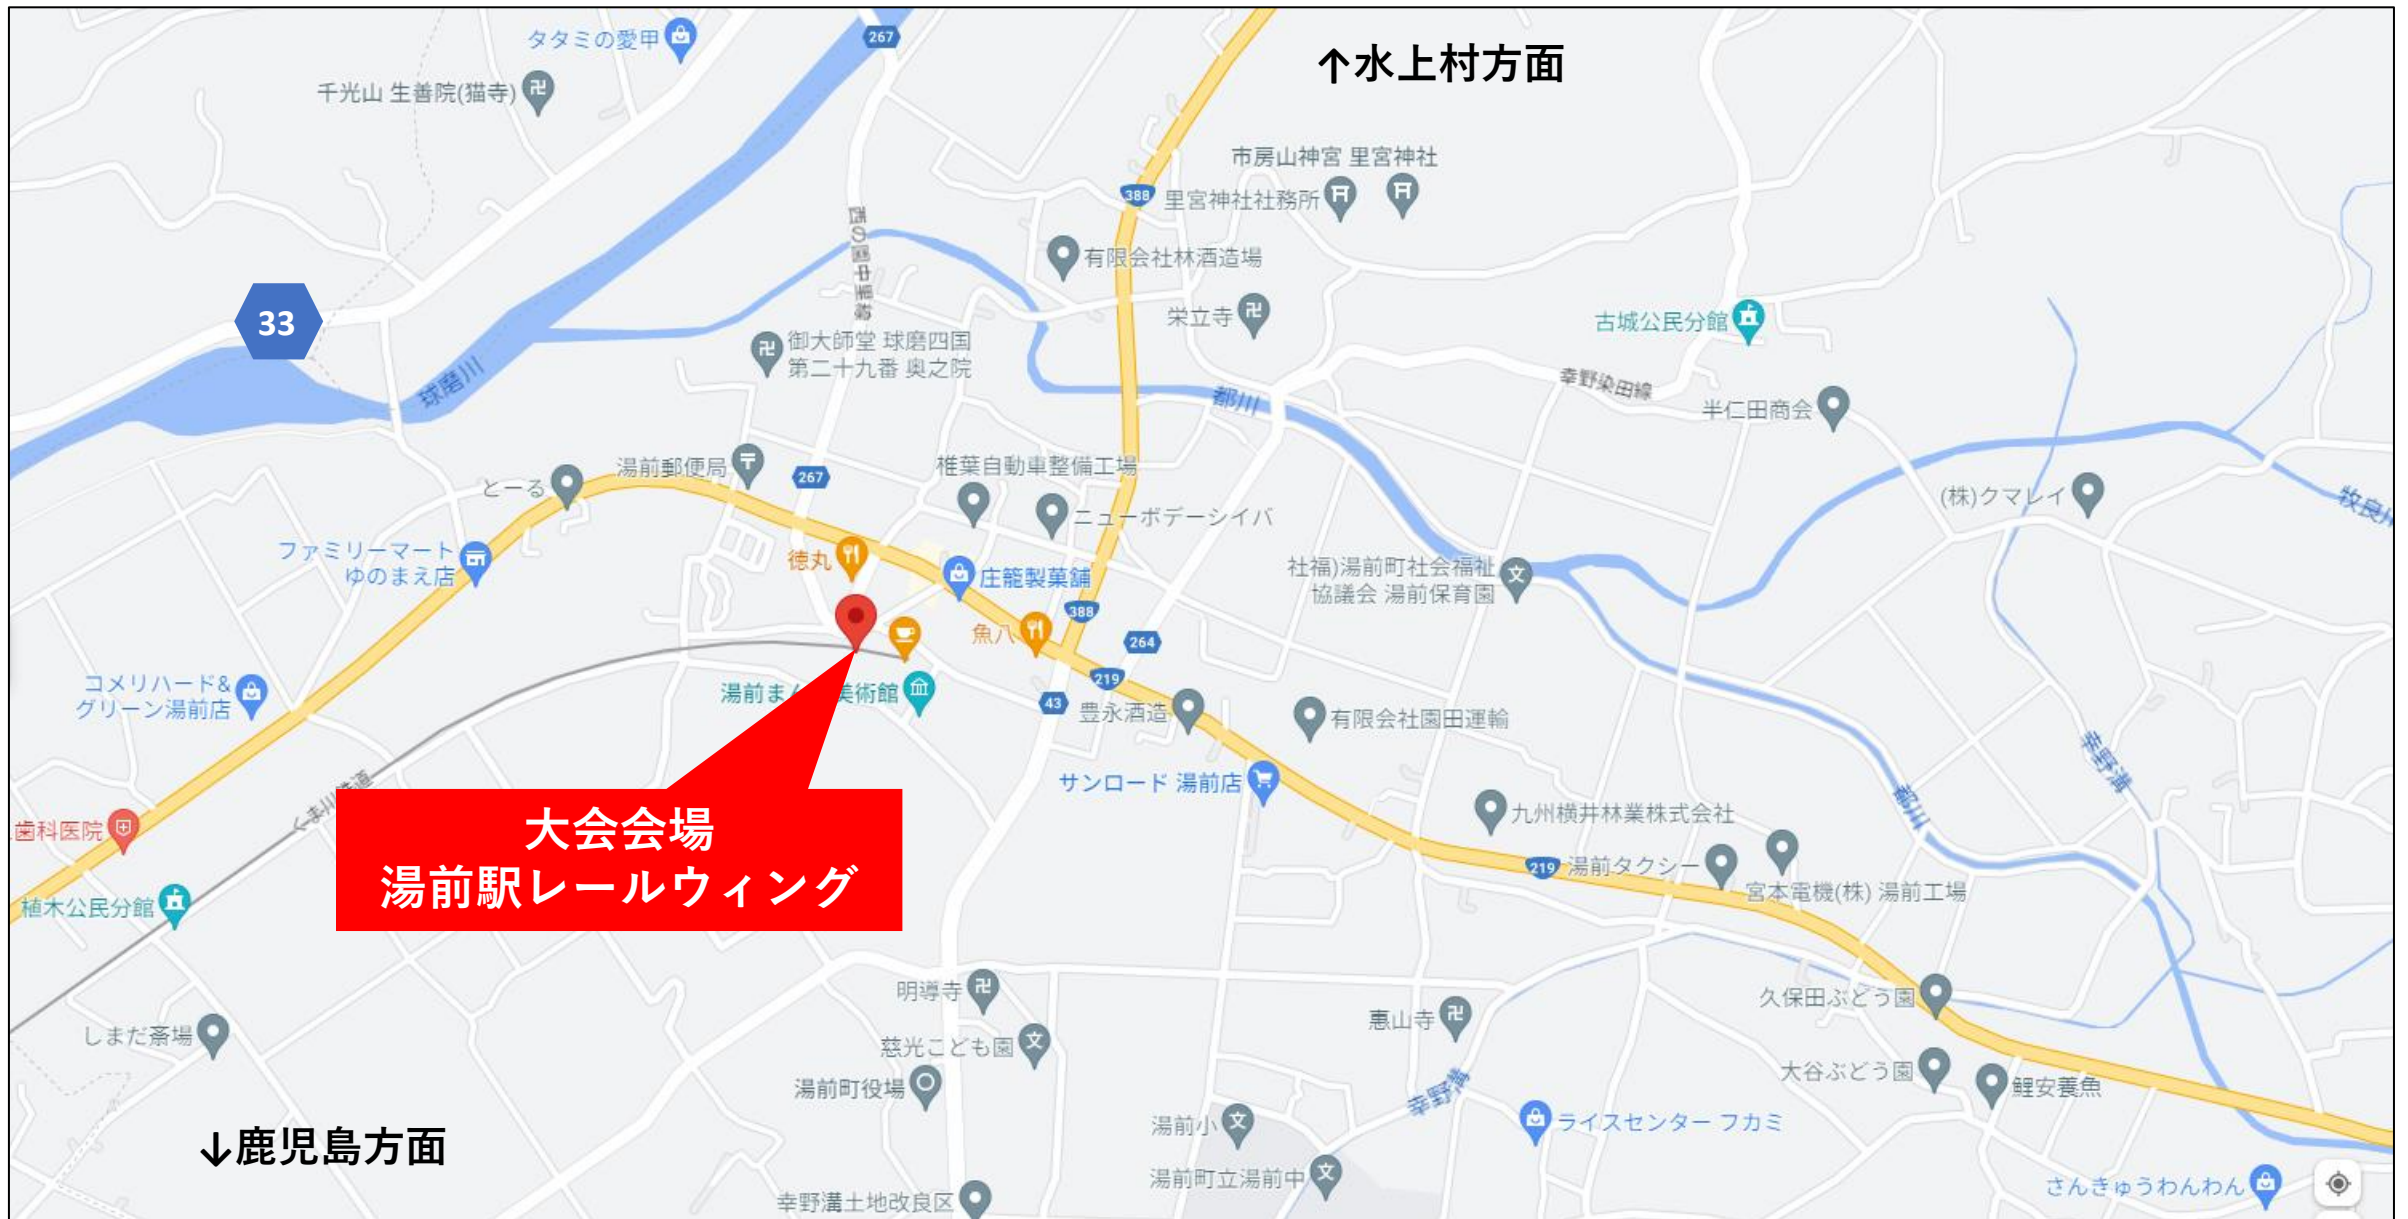 タタミの愛甲
267
↑水上村方面
千光山 生善院(猫寺)
市房山神宮 里宮神社
388
里宮神社社務所
西の園中里線
有限会社林酒造場
33
栄立寺
古城公民分館
御大師堂 球磨四国
第二十九番 奥之院
球磨川
都川
幸野染田線
半仁田商会
湯前郵便局
267
椎葉自動車整備工場
とーる
(株)クマレイ
ニューボデーシイバ
ファミリーマート
ゆのまえ店
徳丸
庄籠製菓舗
社福)湯前町社会福祉
協議会 湯前保育園
388
魚八
264
219
コメリハード&
グリーン湯前店
湯前ま
美術館
43
豊永酒造
有限会社園田運輸
幸野溝
サンロード 湯前店
都川
大会会場
湯前駅レールウィング
九州横井林業株式会社
歯科医院
219
湯前タクシー
宮本電機(株) 湯前工場
植木公民分館
明導寺
久保田ぶどう園
恵山寺
しまだ斎場
慈光こども園
大谷ぶどう園
鯉安養魚
湯前町役場
幸野溝
ライスセンター フカミ
湯前小
↓鹿児島方面
湯前町立湯前中
さんきゅうわんわん
幸野溝土地改良区